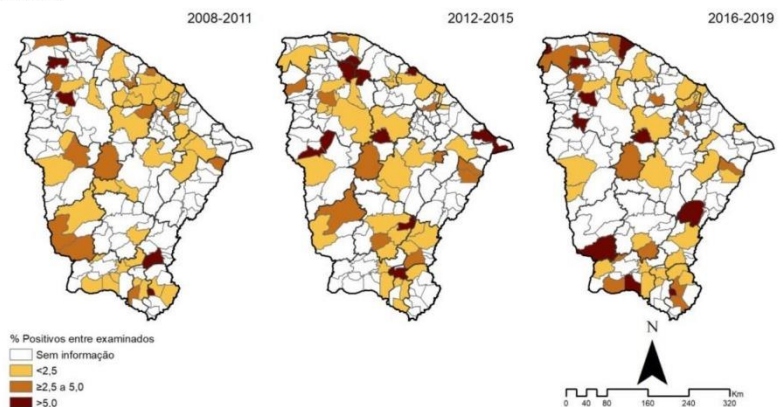 2008-2011
2012-2015
2016-2019
% Positivos entre examinados
Sem informação
<2,5
≥2,5 a 5,0
>5,0
N
Km
0 40 80 160 240 320